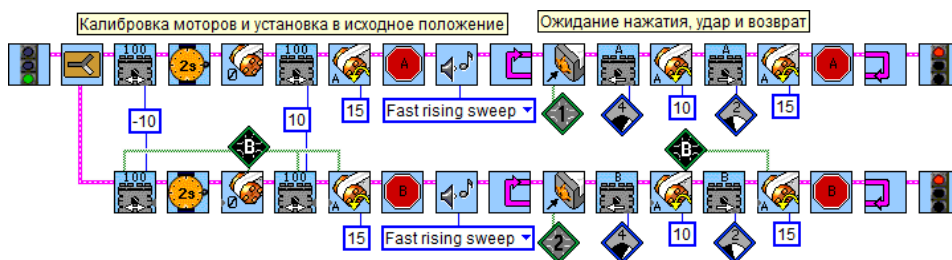 Калибровка моторов и установка в исходное положение
Ожидание нажатия, удар и возврат
100 2s 0 100 A A A A A A
15 Fast rising sweep 1 4 10 2 15
-10 10
B B
100 2s 0 100 'A B B 'A B 'A B
15 Fast rising sweep 2 4 10 2 15